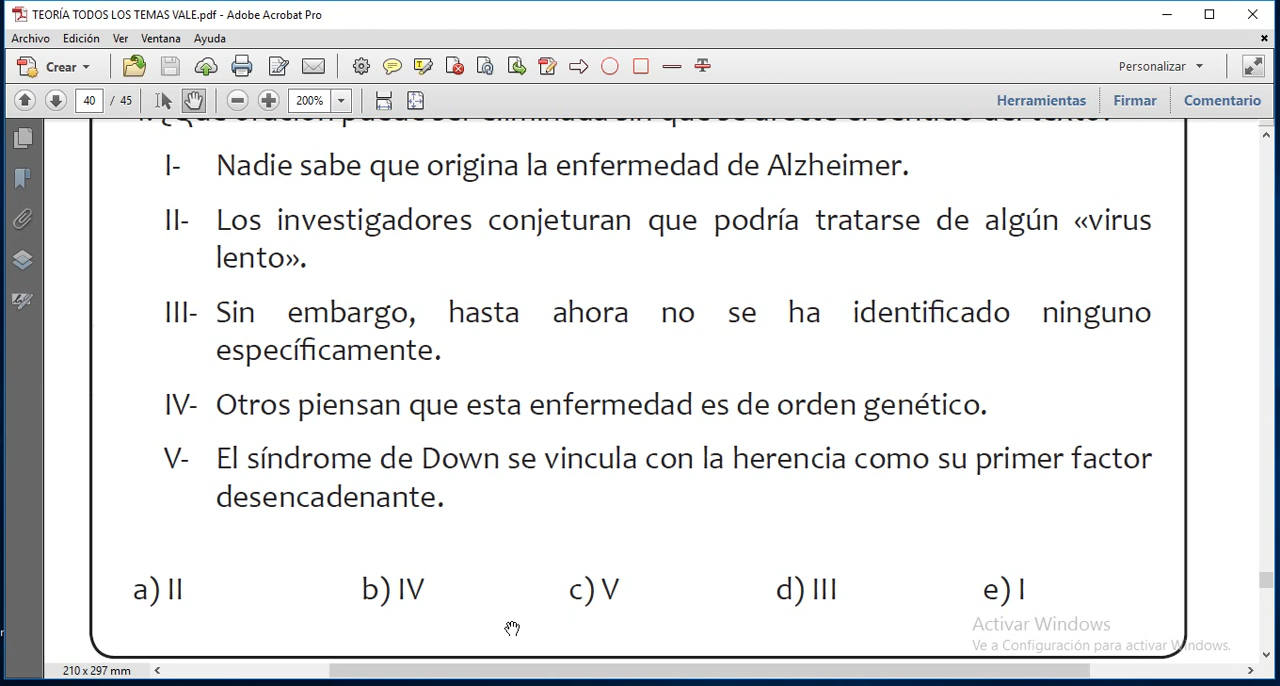 TEORÍA TODOS LOS TEMAS VALE.pdf - Adobe Acrobat Pro
Archivo Edición Ver Ventana Ayuda
Crear Personalizar
40 / 45 200% Herramientas Firmar Comentario
I- Nadie sabe que origina la enfermedad de Alzheimer.
II- Los investigadores conjeturan que podría tratarse de algún «virus
lento».
III- Sin embargo, hasta ahora no se ha identificado ninguno
específicamente.
IV- Otros piensan que esta enfermedad es de orden genético.
V- El síndrome de Down se vincula con la herencia como su primer factor
desencadenante.
a) II b) IV c) V d) III e) I
Activar Windows
Ve a Configuración para activar Windows.
210 x 297 mm